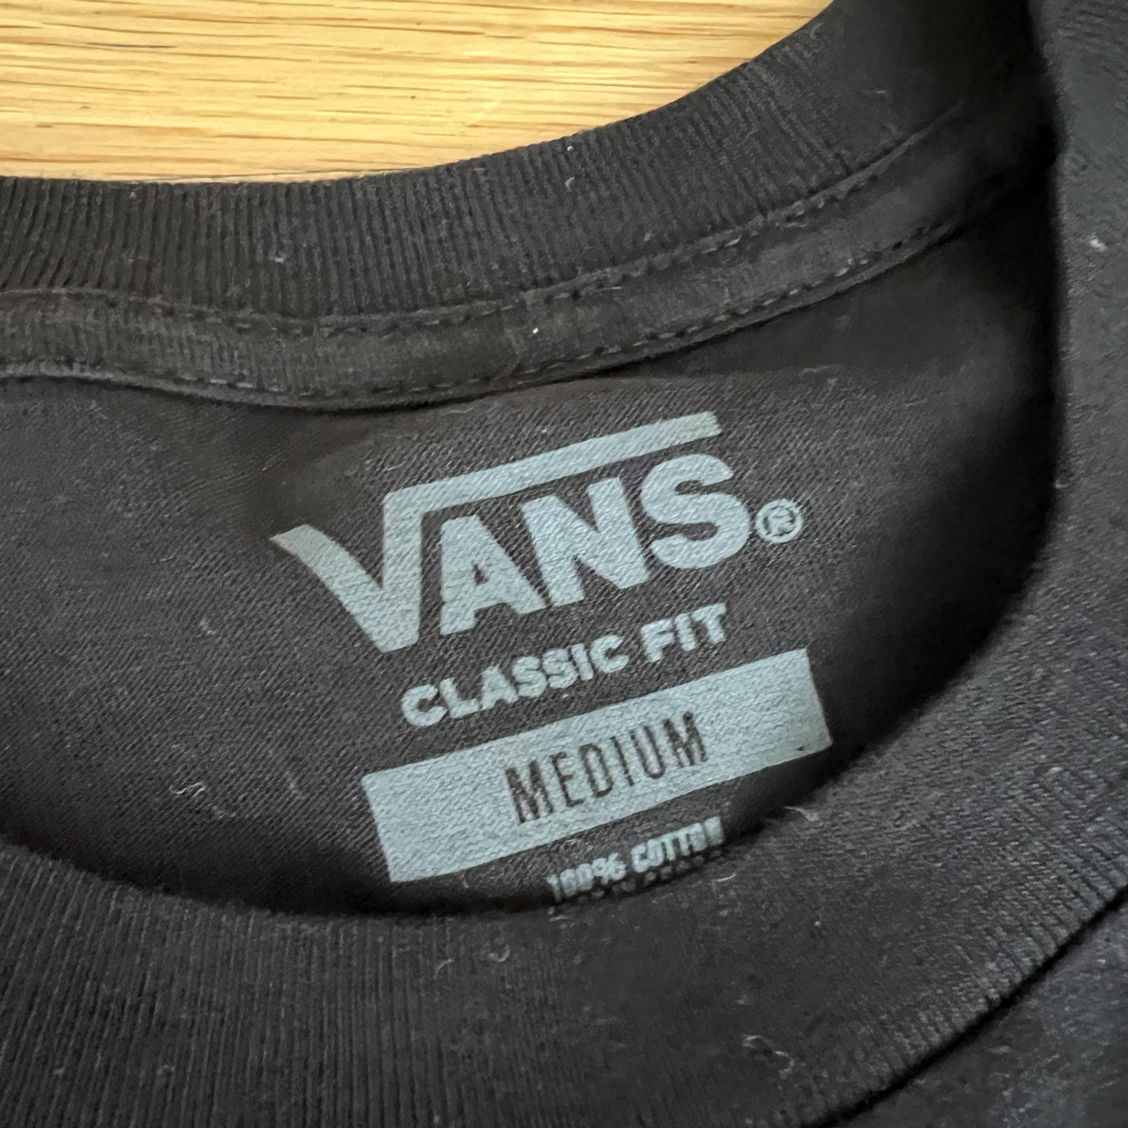 VANS®
CLASSIC FIT
MEDIUM
100% COTTON